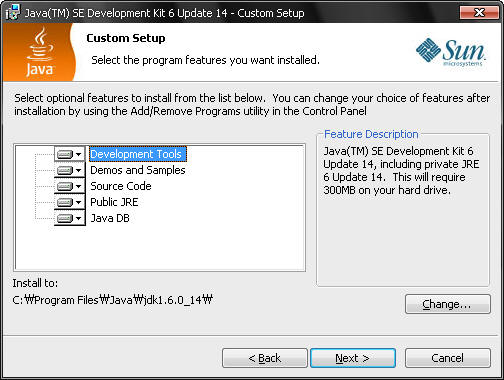 Java(TM) SE Development Kit 6 Update 14 - Custom Setup
Java
Custom Setup
Select the program features you want installed.
Sun
microsystems
Select optional features to install from the list below. You can change your choice of features after
installation by using the Add/Remove Programs utility in the Control Panel
Development Tools
Demos and Samples
Source Code
Public JRE
Java DB
Feature Description
Java(TM) SE Development Kit 6
Update 14, including private JRE
6 Update 14. This will require
300MB on your hard drive.
Install to:
C:₩Program Files₩Java₩jdk1.6.0_14₩
Change...
< Back
Next >
Cancel